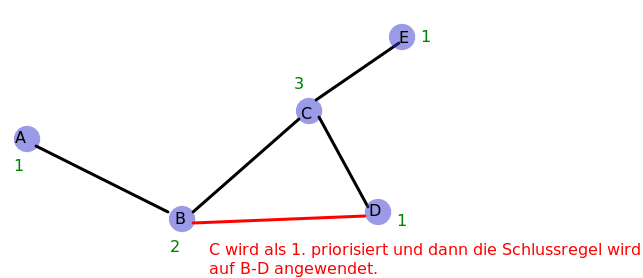 E 1
3
C
A
1
D
B 1
2
C wird als 1. priorisiert und dann die Schlussregel wird
auf B-D angewendet.